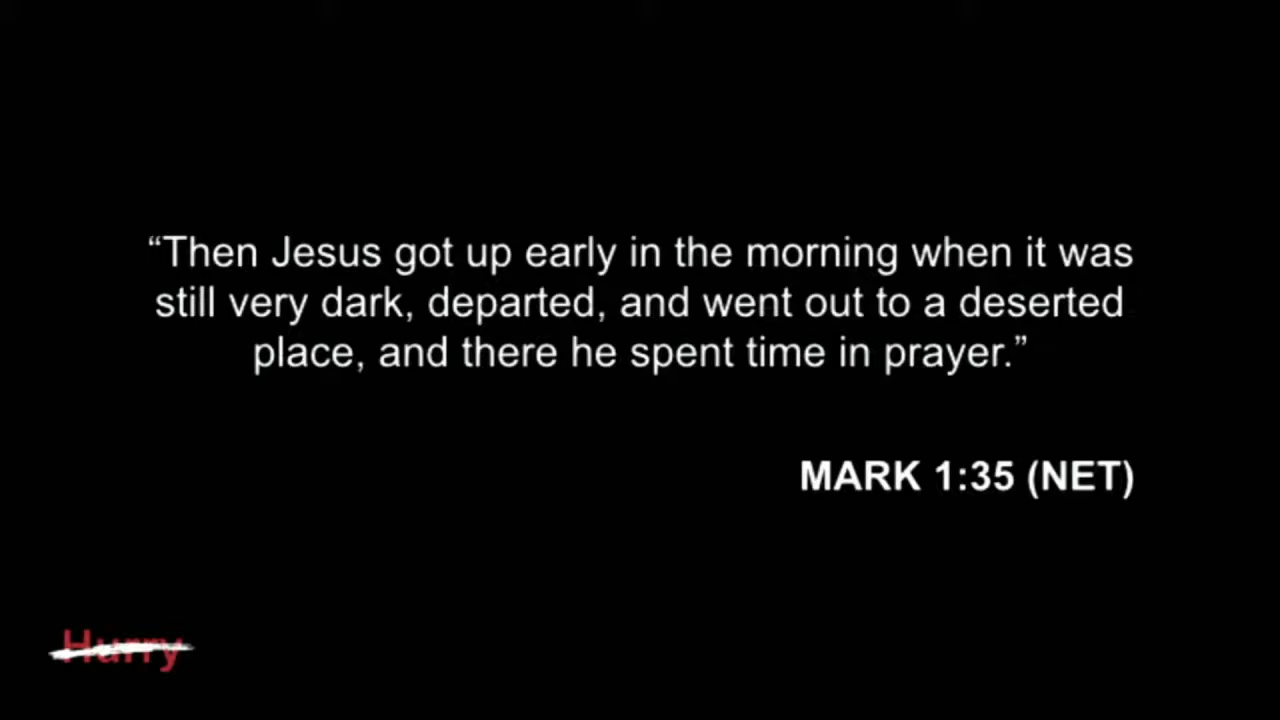 “Then Jesus got up early in the morning when it was
still very dark, departed, and went out to a deserted
place, and there he spent time in prayer.”
MARK 1:35 (NET)
Hurry